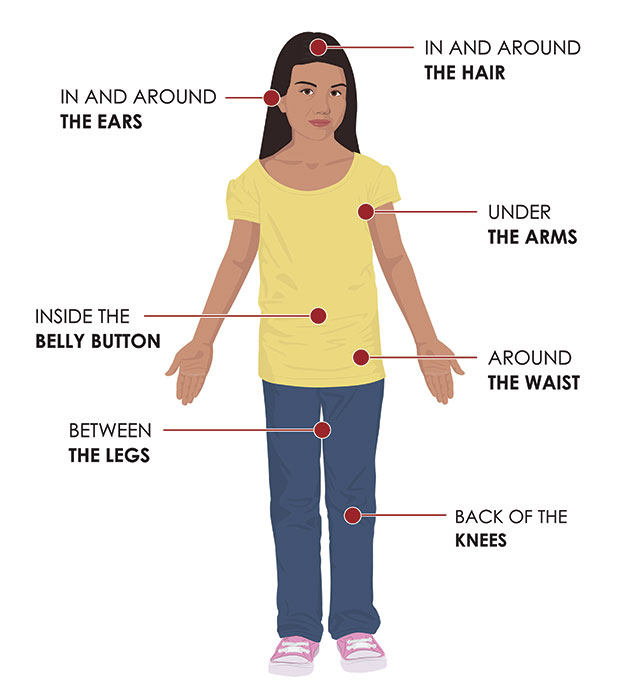 IN AND AROUND
THE HAIR
IN AND AROUND
THE EARS
UNDER
THE ARMS
INSIDE THE
BELLY BUTTON
AROUND
THE WAIST
BETWEEN
THE LEGS
BACK OF THE
KNEES